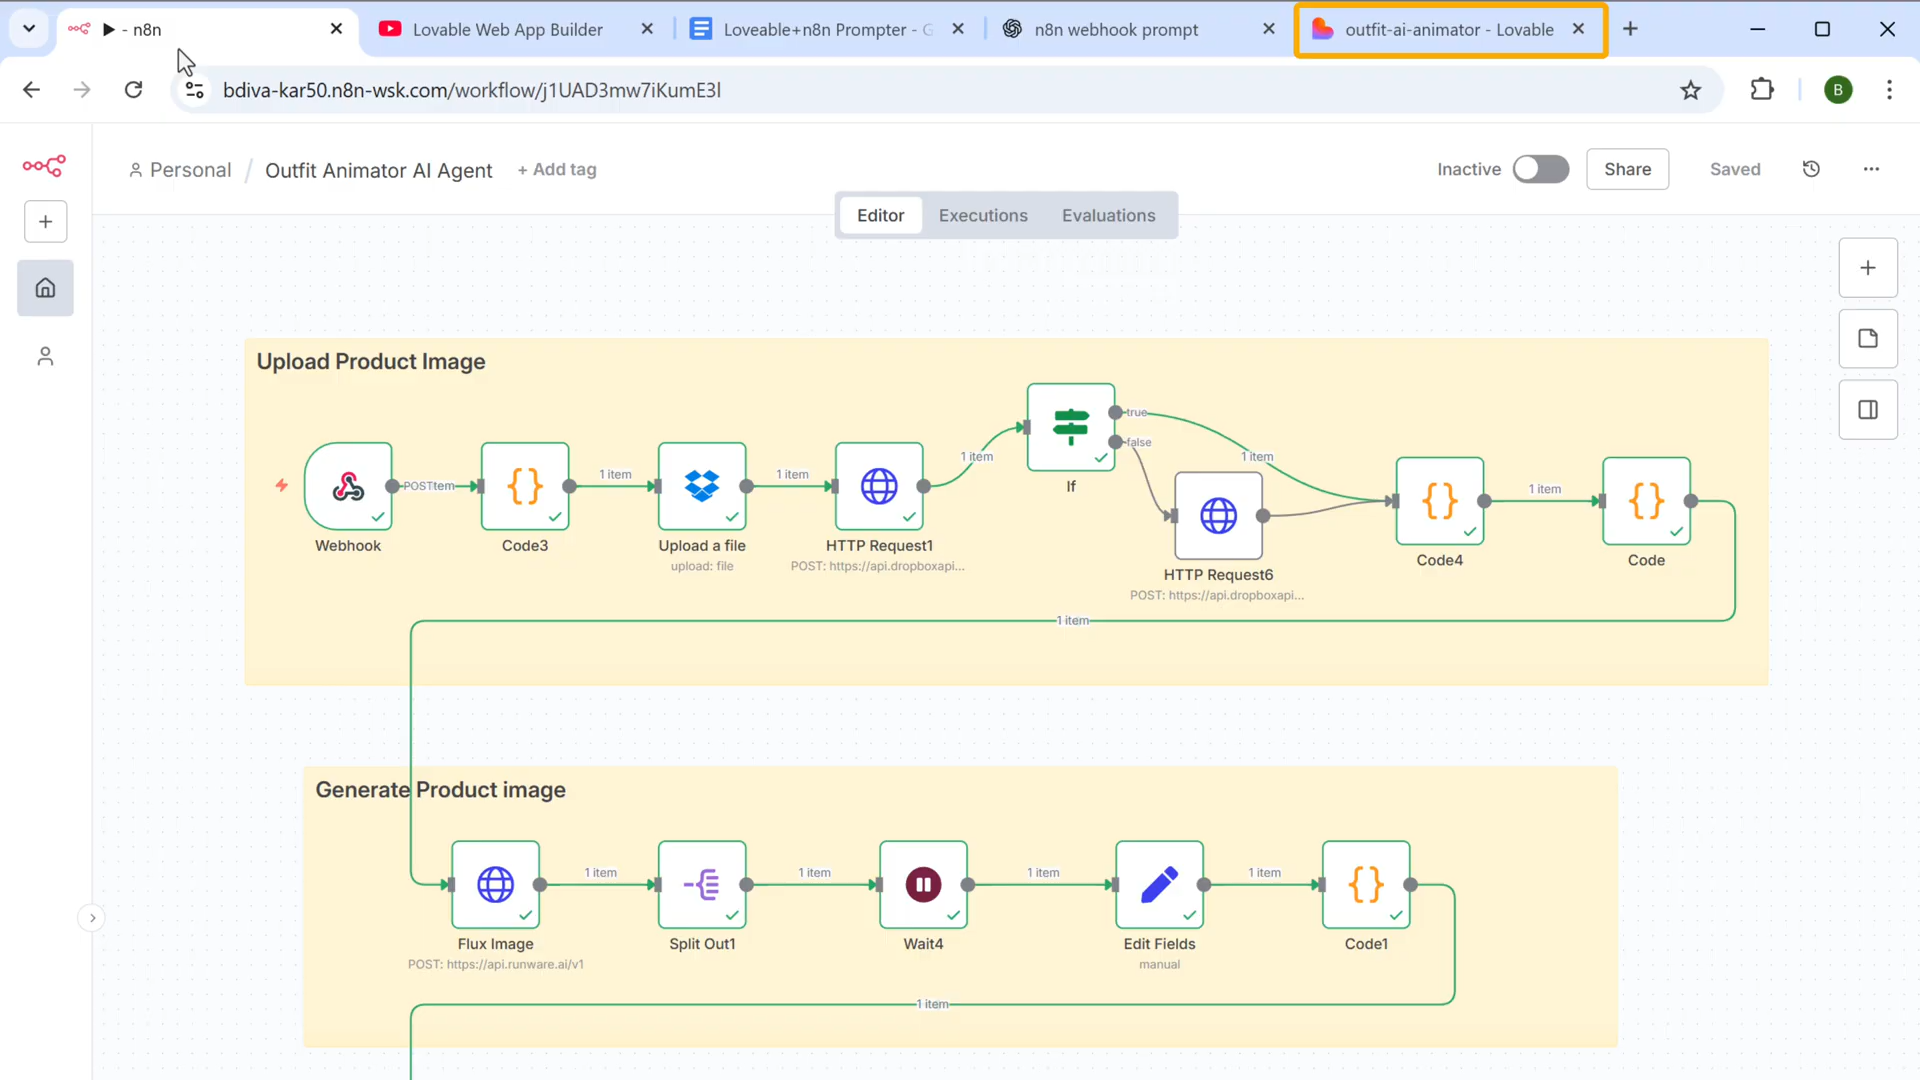 - n8n
Lovable Web App Builder
Loveable+n8n Prompter - G
n8n webhook prompt
outfit-ai-animator - Lovable
bdiva-kar50.n8n-wsk.com/workflow/j1UAD3mw7iKumE3l
B
Personal / Outfit Animator AI Agent + Add tag
Inactive
Share
Saved
Editor
Executions
Evaluations
Upload Product Image
true
false
POST
1 item
1 item
1 item
1 item
1 item
Webhook
Code3
Upload a file
upload: file
HTTP Request1
POST: https://api.dropboxapi...
If
HTTP Request6
POST: https://api.dropboxapi...
Code4
Code
1 item
Generate Product image
1 item
1 item
1 item
1 item
Flux Image
POST: https://api.runware.ai/v1
Split Out1
Wait4
Edit Fields
manual
Code1
1 item